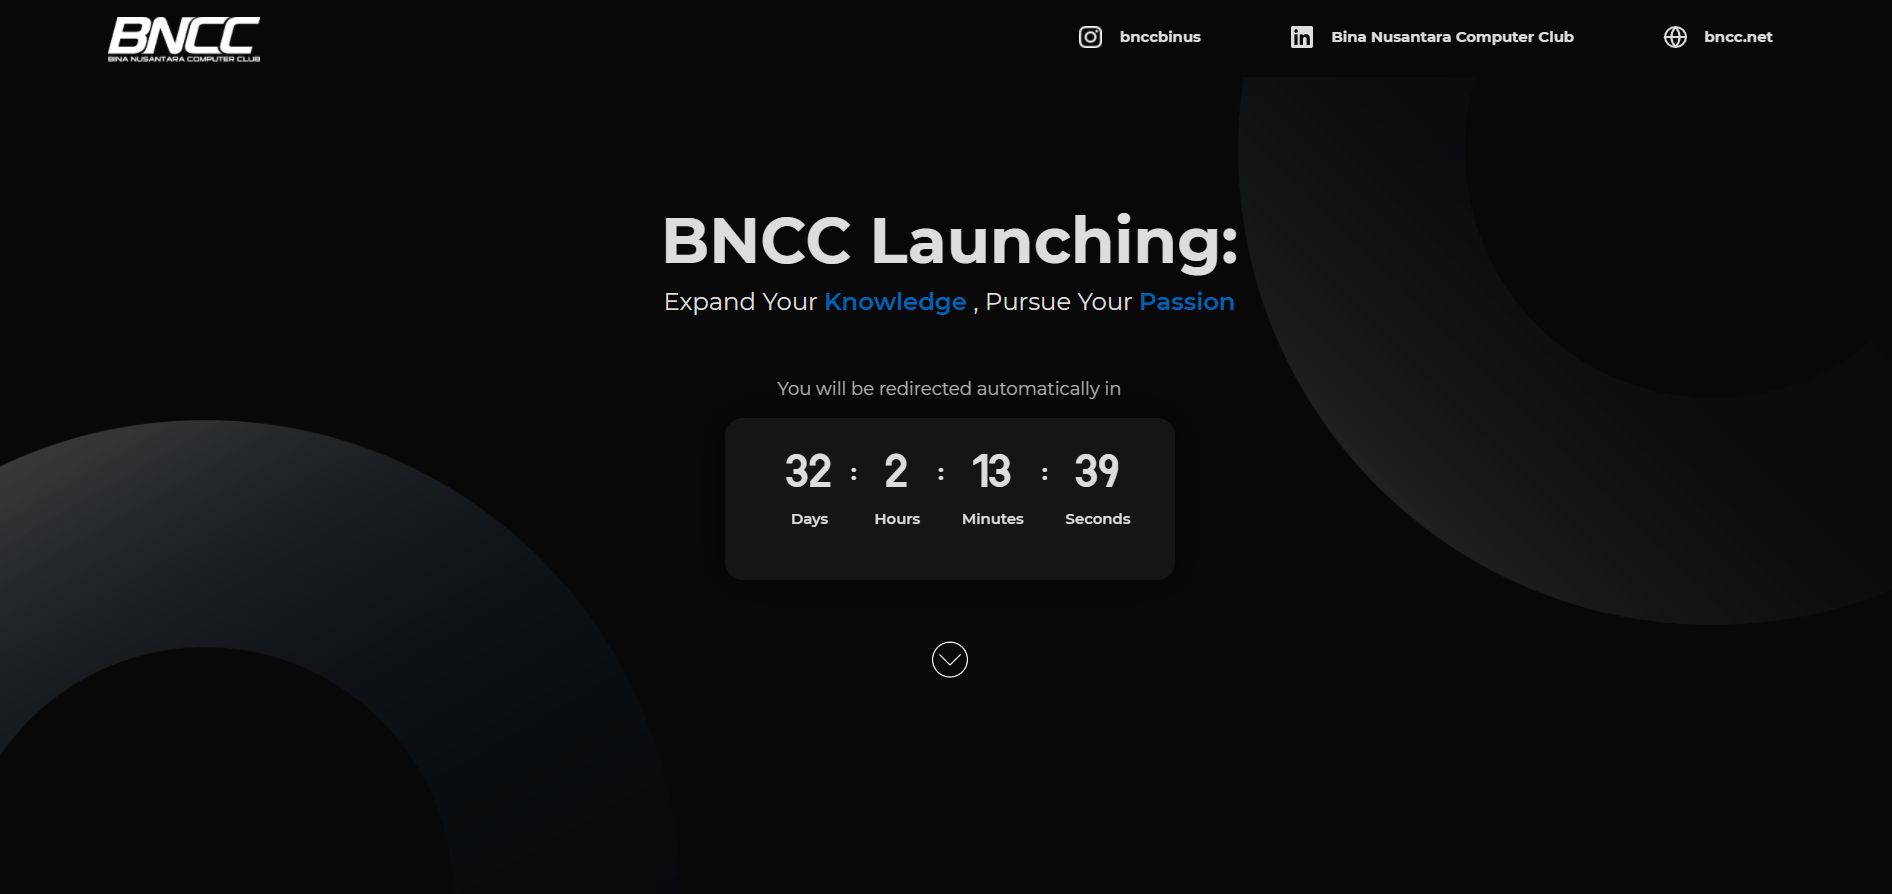 BNCC
BINA NUSANTARA COMPUTER CLUB
bnccbinus
Bina Nusantara Computer Club
bncc.net
BNCC Launching:
Expand Your Knowledge , Pursue Your Passion
You will be redirected automatically in
32 : 2 : 13 : 39
Days Hours Minutes Seconds